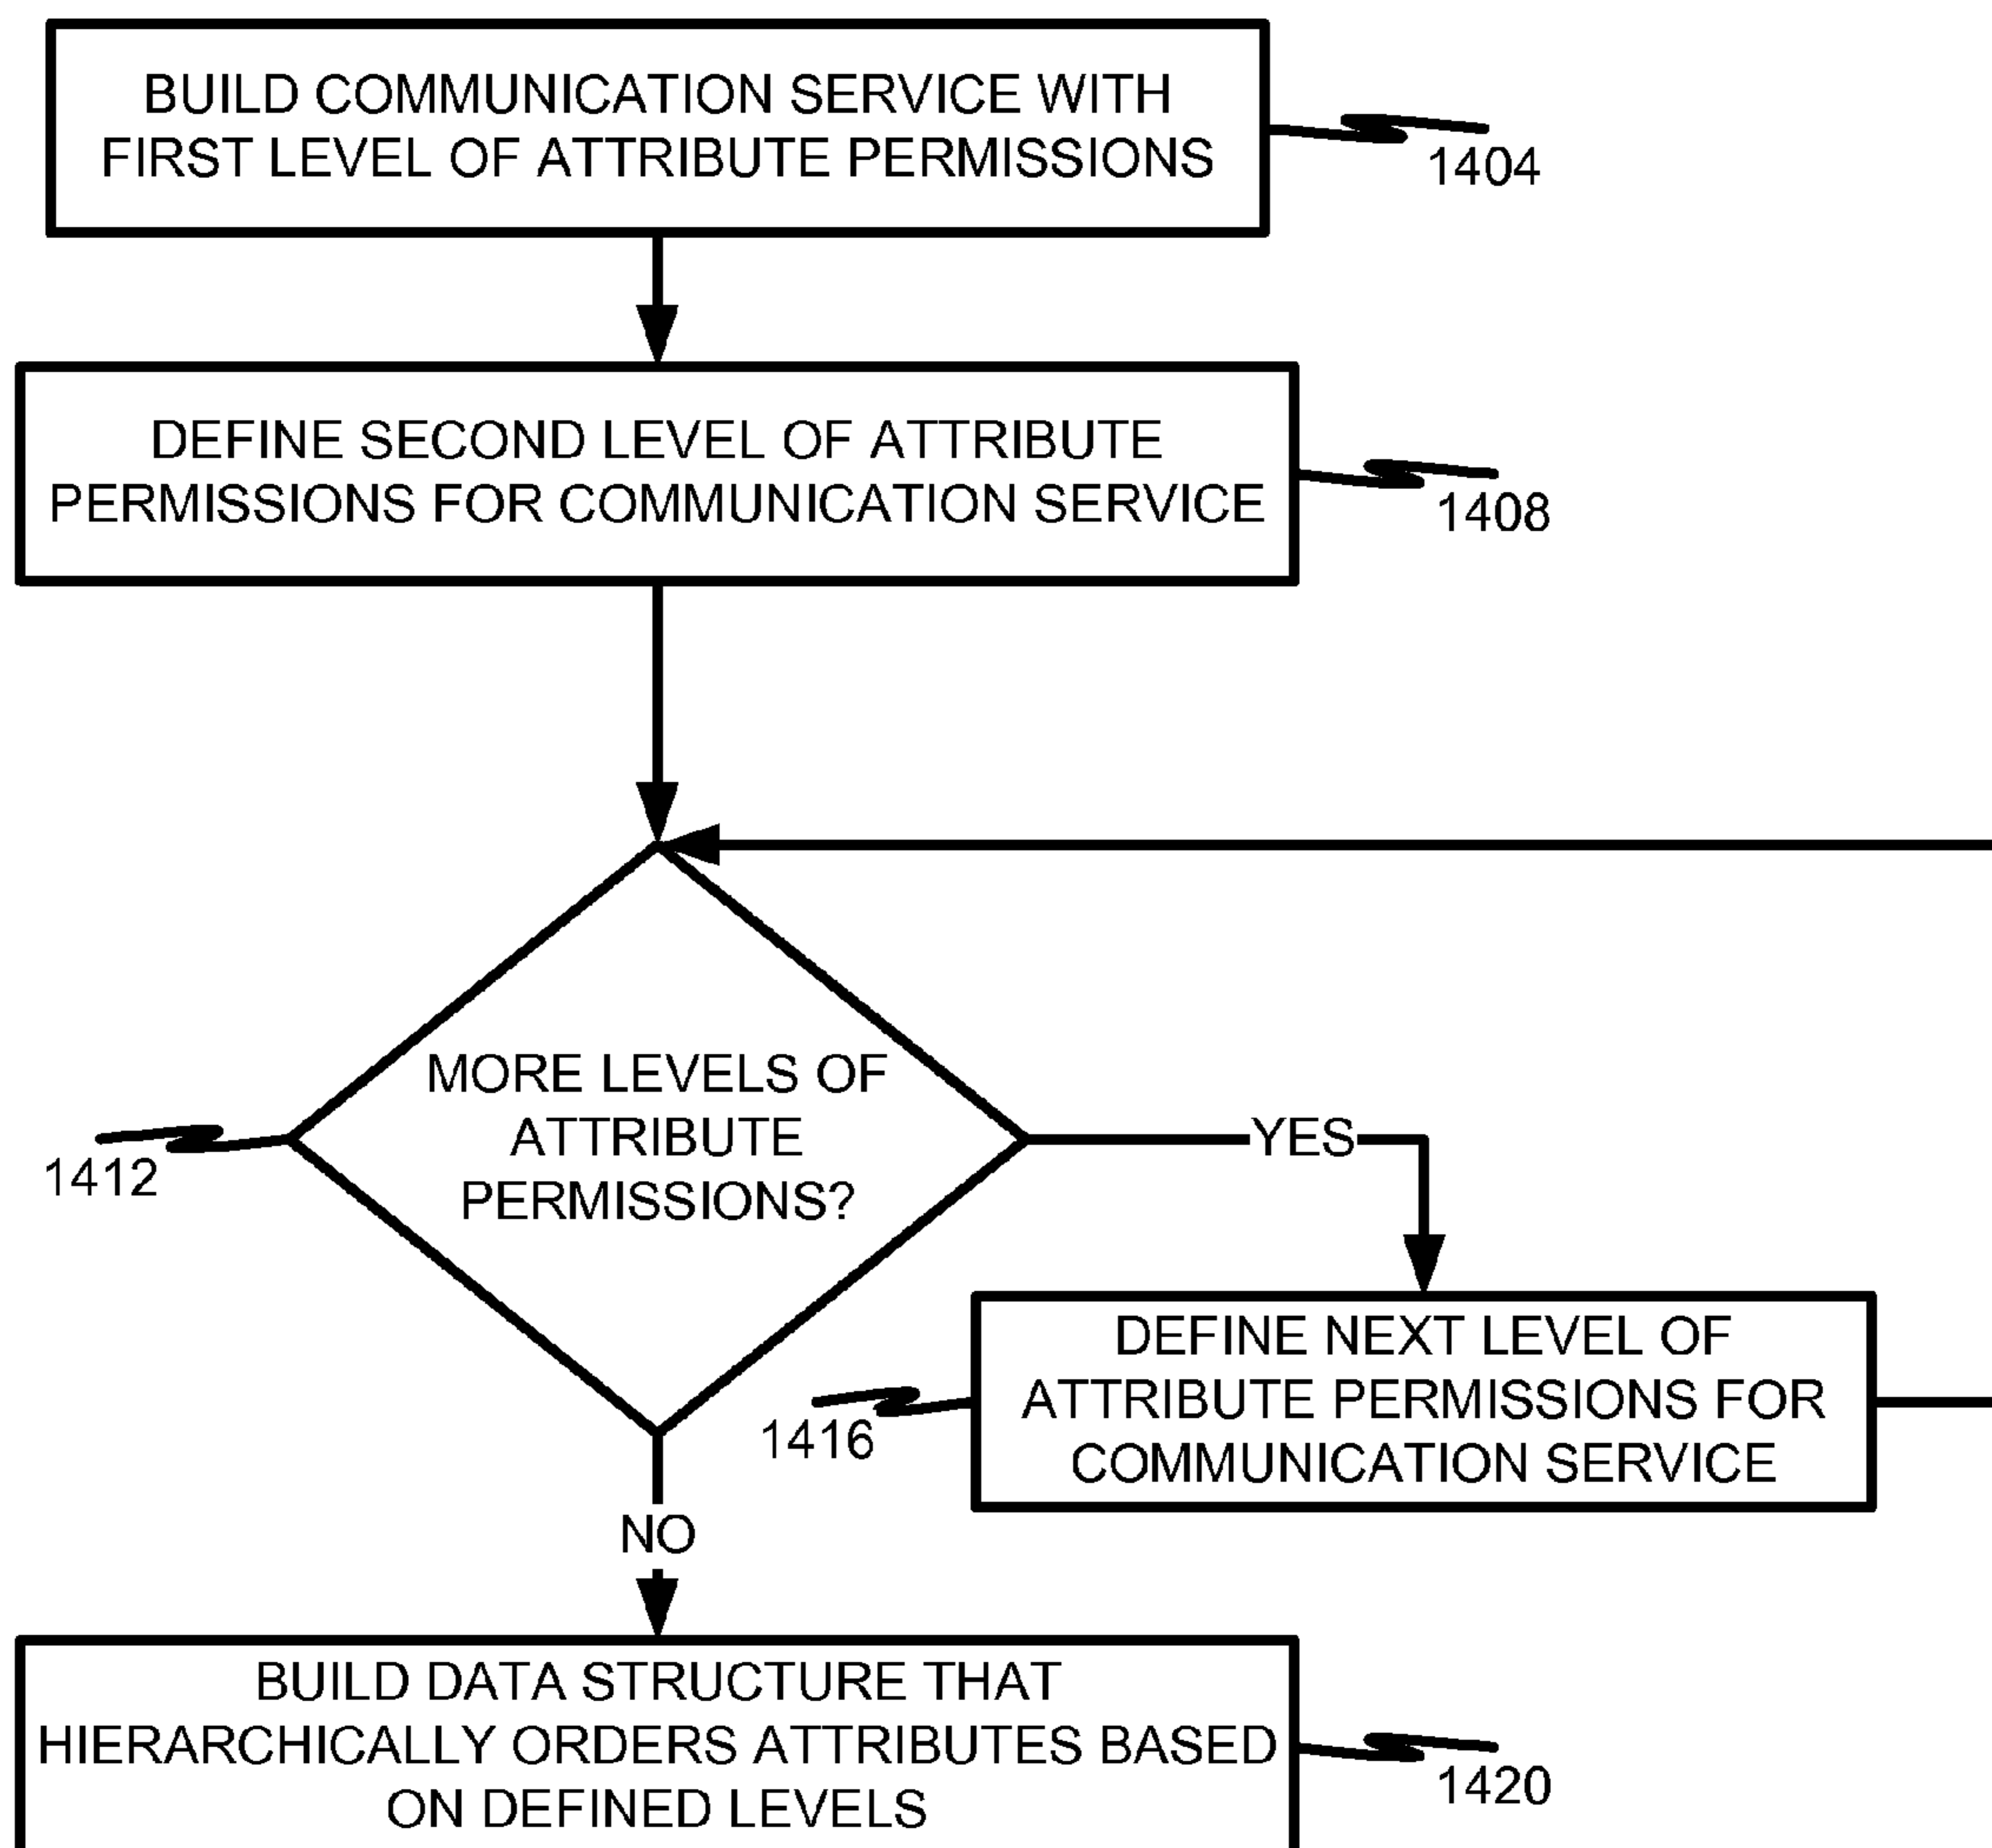 BUILD COMMUNICATION SERVICE WITH
FIRST LEVEL OF ATTRIBUTE PERMISSIONS
1404
DEFINE SECOND LEVEL OF ATTRIBUTE
PERMISSIONS FOR COMMUNICATION SERVICE
1408
MORE LEVELS OF
ATTRIBUTE
PERMISSIONS?
1412
YES
DEFINE NEXT LEVEL OF
ATTRIBUTE PERMISSIONS FOR
COMMUNICATION SERVICE
1416
NO
BUILD DATA STRUCTURE THAT
HIERARCHICALLY ORDERS ATTRIBUTES BASED
ON DEFINED LEVELS
1420